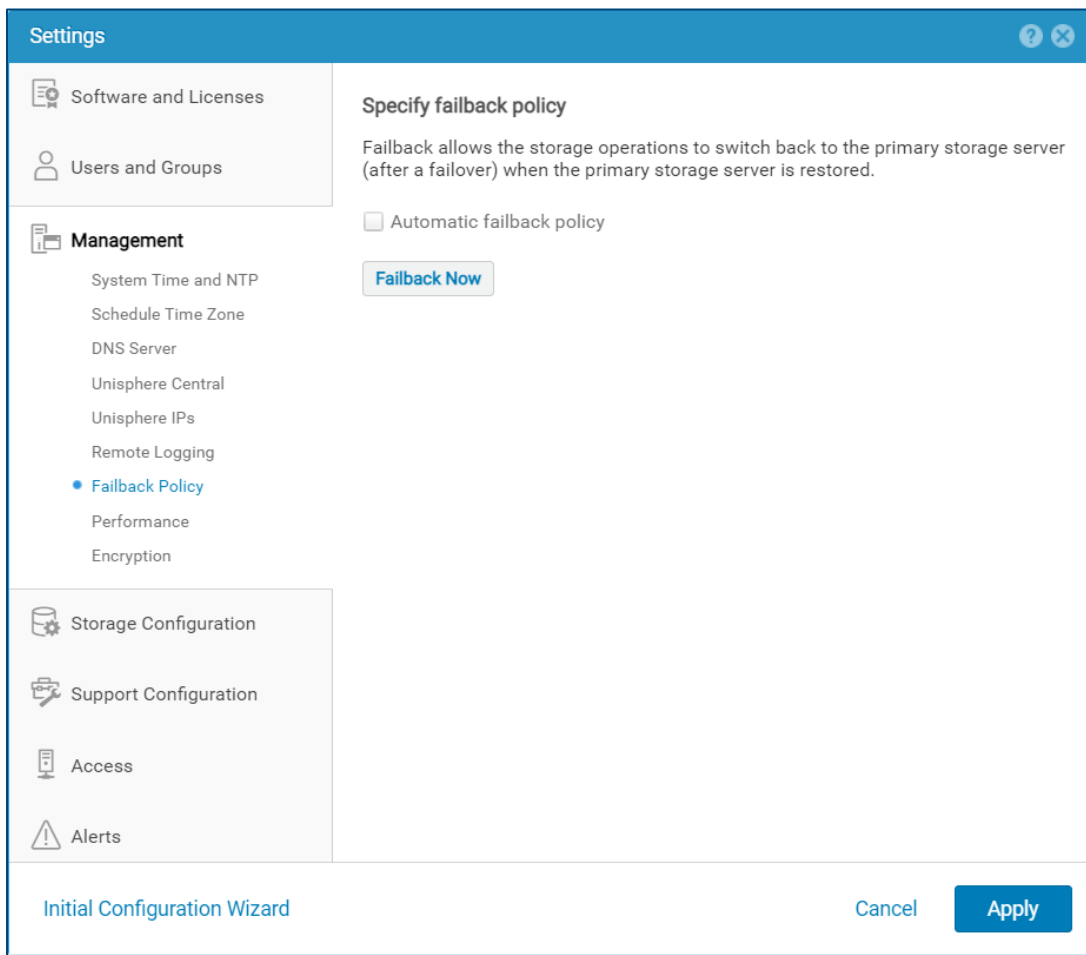 Settings
Software and Licenses
Users and Groups
Management
System Time and NTP
Schedule Time Zone
DNS Server
Unisphere Central
Unisphere IPs
Remote Logging
Failback Policy
Performance
Encryption
Storage Configuration
Support Configuration
Access
Alerts
Specify failback policy
Failback allows the storage operations to switch back to the primary storage server
(after a failover) when the primary storage server is restored.
Automatic failback policy
Failback Now
Initial Configuration Wizard
Cancel
Apply